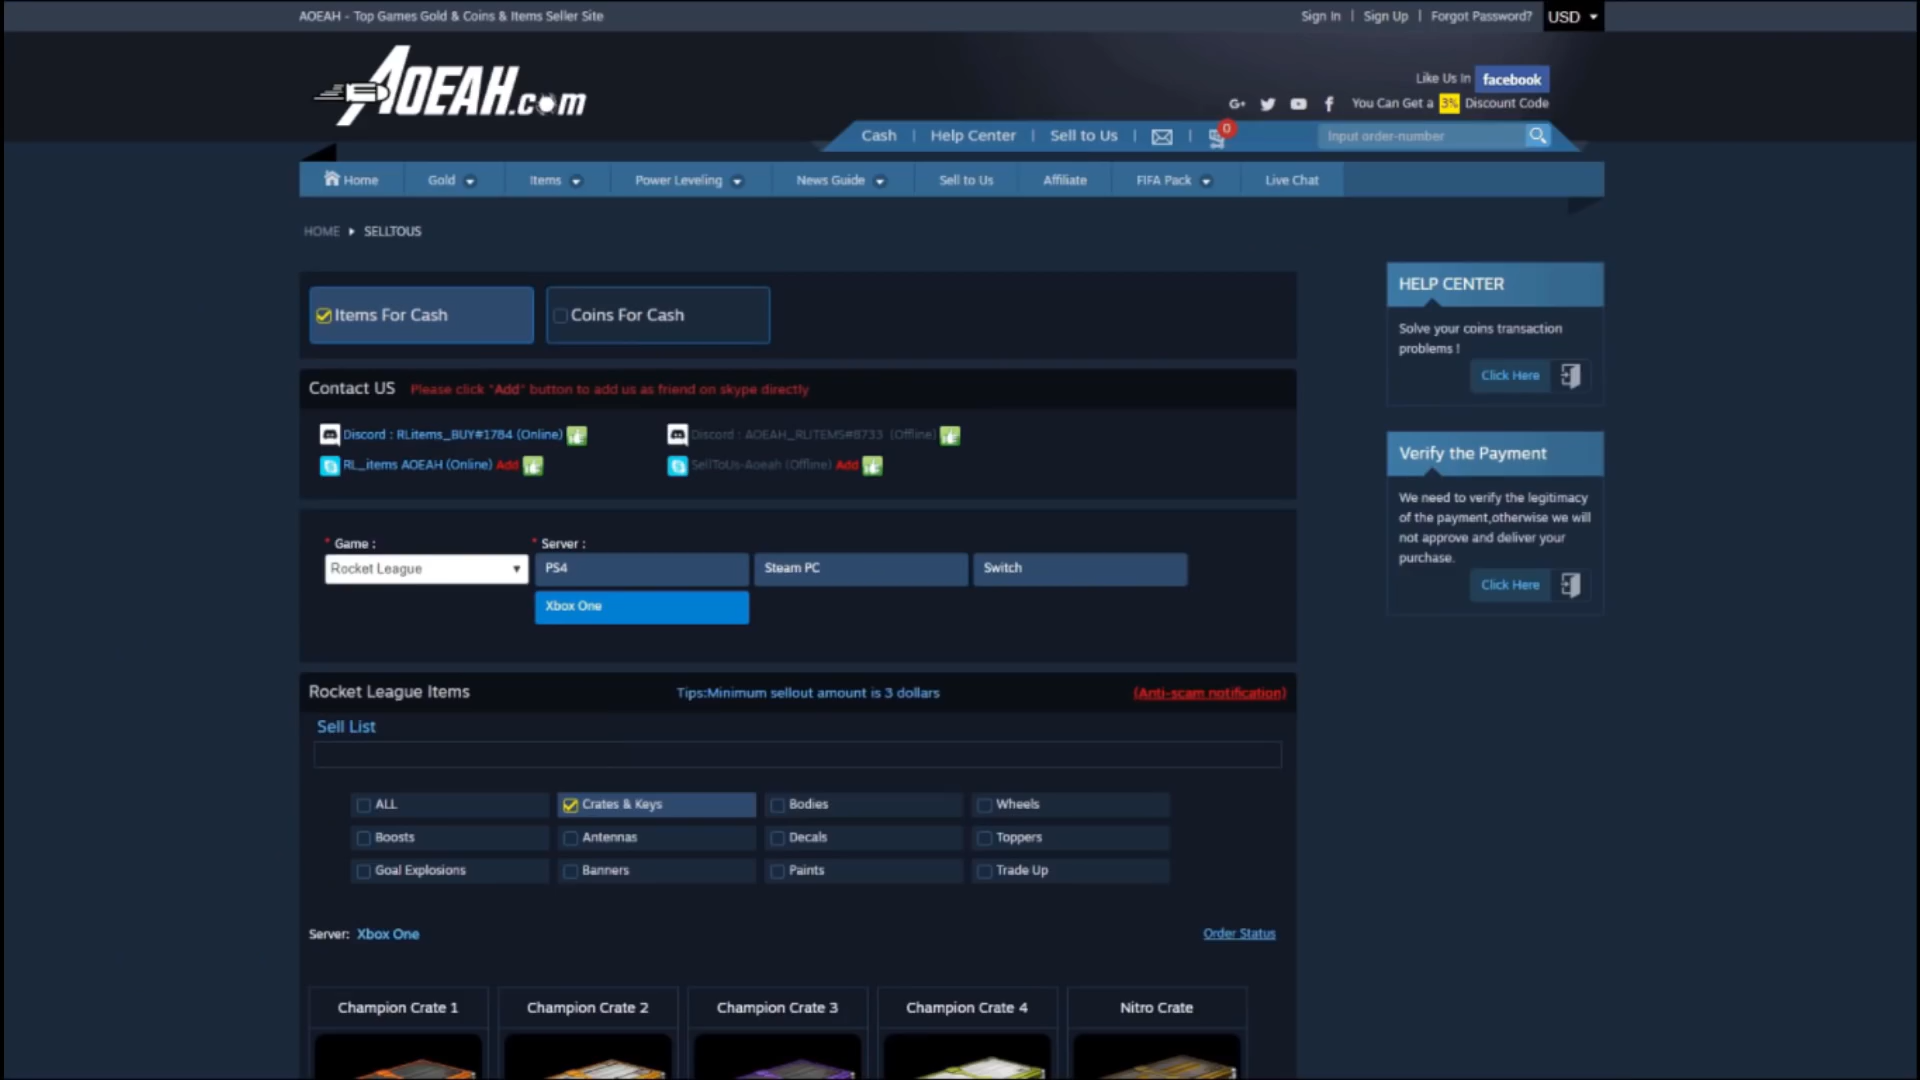 AOEAH - Top Games Gold & Coins & Items Seller Site
Sign In | Sign Up | Forgot Password? USD
AOEAH.com
Like Us In facebook
G+ You Can Get a 3% Discount Code
Cash | Help Center | Sell to Us | | 0 Input order-number
Home Gold Items Power Leveling News Guide Sell to Us Affiliate FIFA Pack Live Chat
HOME SELLTOUS
Items For Cash Coins For Cash
Contact US Please click "Add" button to add us as friend on skype directly
Discord : RLitems_BUY#1784 (Online) Discord : AOEAH_RLITEMS#8733 (Offline)
RL_items AOEAH (Online) Add SellToUs-Aoeah (Offline) Add
* Game : * Server :
Rocket League PS4 Steam PC Switch
Xbox One
Rocket League Items Tips:Minimum sellout amount is 3 dollars (Anti-scam notification)
Sell List
ALL Crates & Keys Bodies Wheels
Boosts Antennas Decals Toppers
Goal Explosions Banners Paints Trade Up
Server: Xbox One Order Status
Champion Crate 1 Champion Crate 2 Champion Crate 3 Champion Crate 4 Nitro Crate
HELP CENTER
Solve your coins transaction
problems !
Click Here
Verify the Payment
We need to verify the legitimacy
of the payment,otherwise we will
not approve and deliver your
purchase.
Click Here